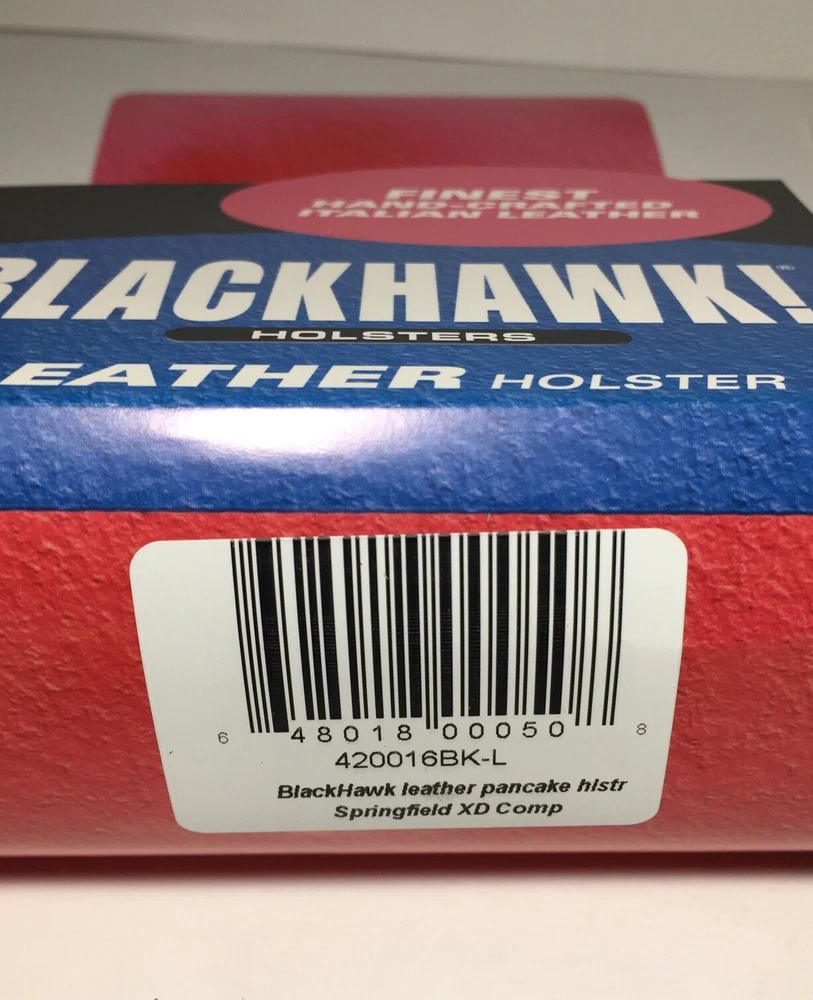 FINEST
HAND-CRAFTED
ITALIAN LEATHER
BLACKHAWK!®
HOLSTERS
EATHER HOLSTER
6 48018 00050 8
420016BK-L
BlackHawk leather pancake hlstr
Springfield XD Comp